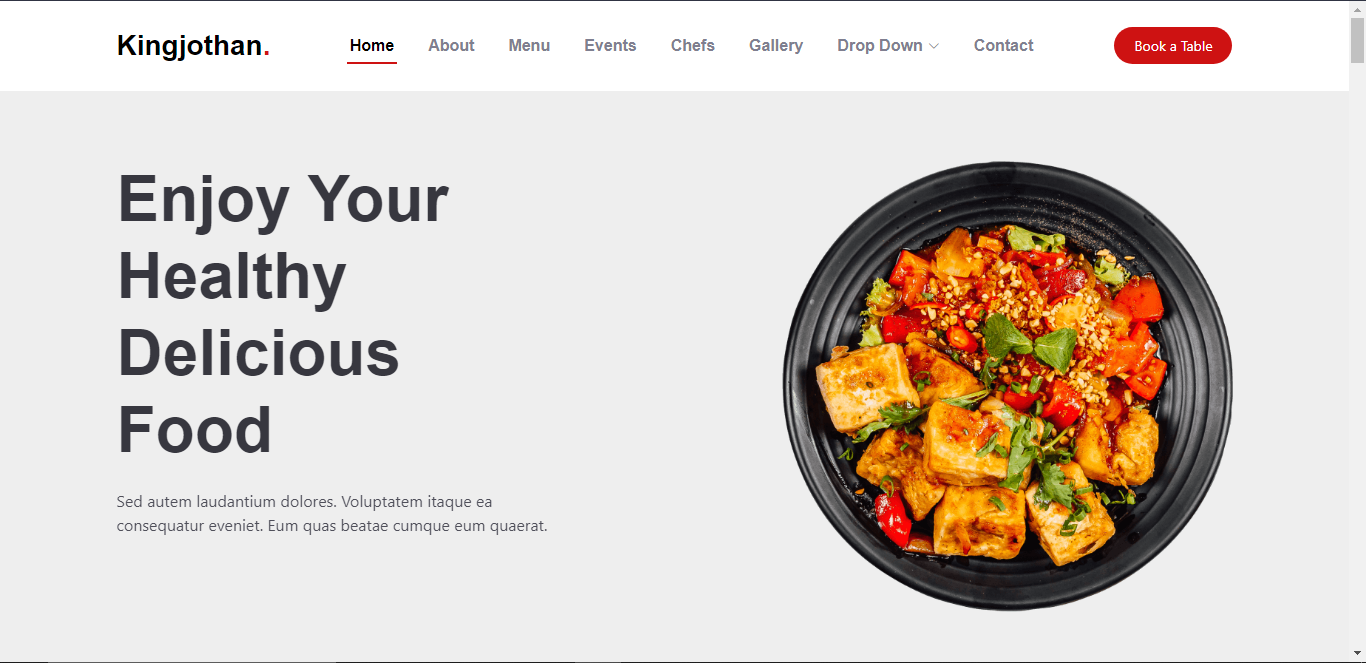 Kingjothan.
Home About Menu Events Chefs Gallery Drop Down Contact
Book a Table
Enjoy Your
Healthy
Delicious
Food
Sed autem laudantium dolores. Voluptatem itaque ea
consequatur eveniet. Eum quas beatae cumque eum quaerat.